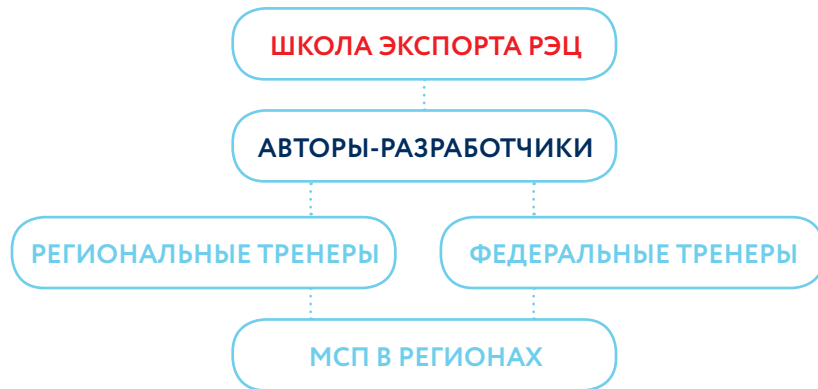 ШКОЛА ЭКСПОРТА РЭЦ
АВТОРЫ-РАЗРАБОТЧИКИ
РЕГИОНАЛЬНЫЕ ТРЕНЕРЫ
ФЕДЕРАЛЬНЫЕ ТРЕНЕРЫ
МСП В РЕГИОНАХ